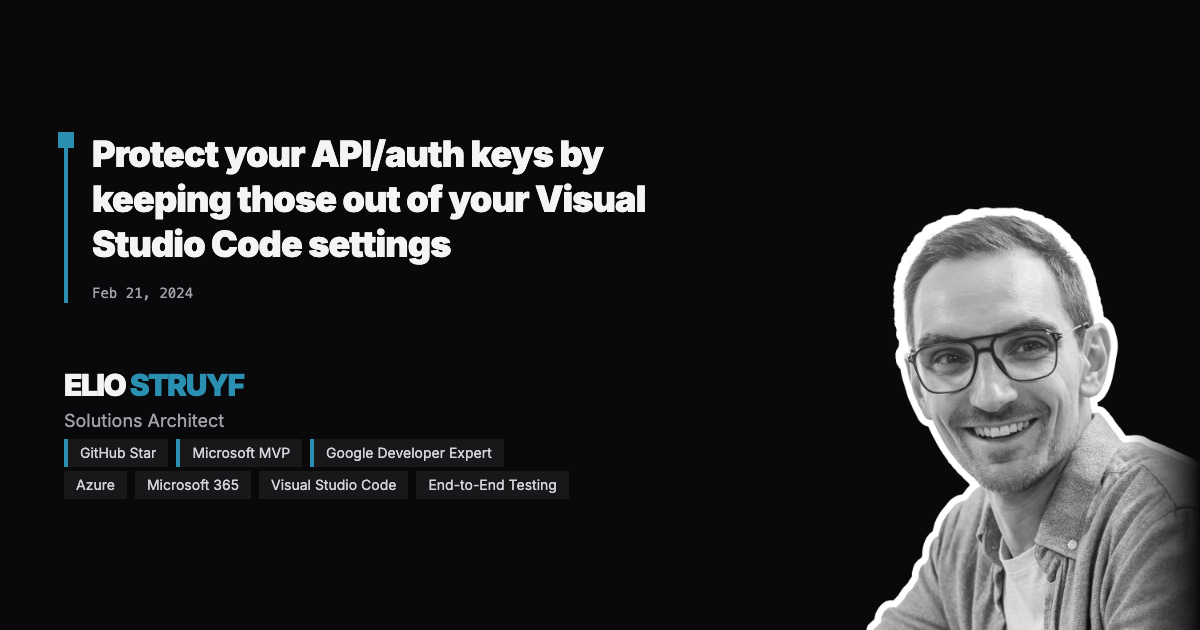 Protect your API/auth keys by
keeping those out of your Visual
Studio Code settings
Feb 21, 2024
ELIO STRUYF
Solutions Architect
GitHub Star
Microsoft MVP
Google Developer Expert
Azure
Microsoft 365
Visual Studio Code
End-to-End Testing